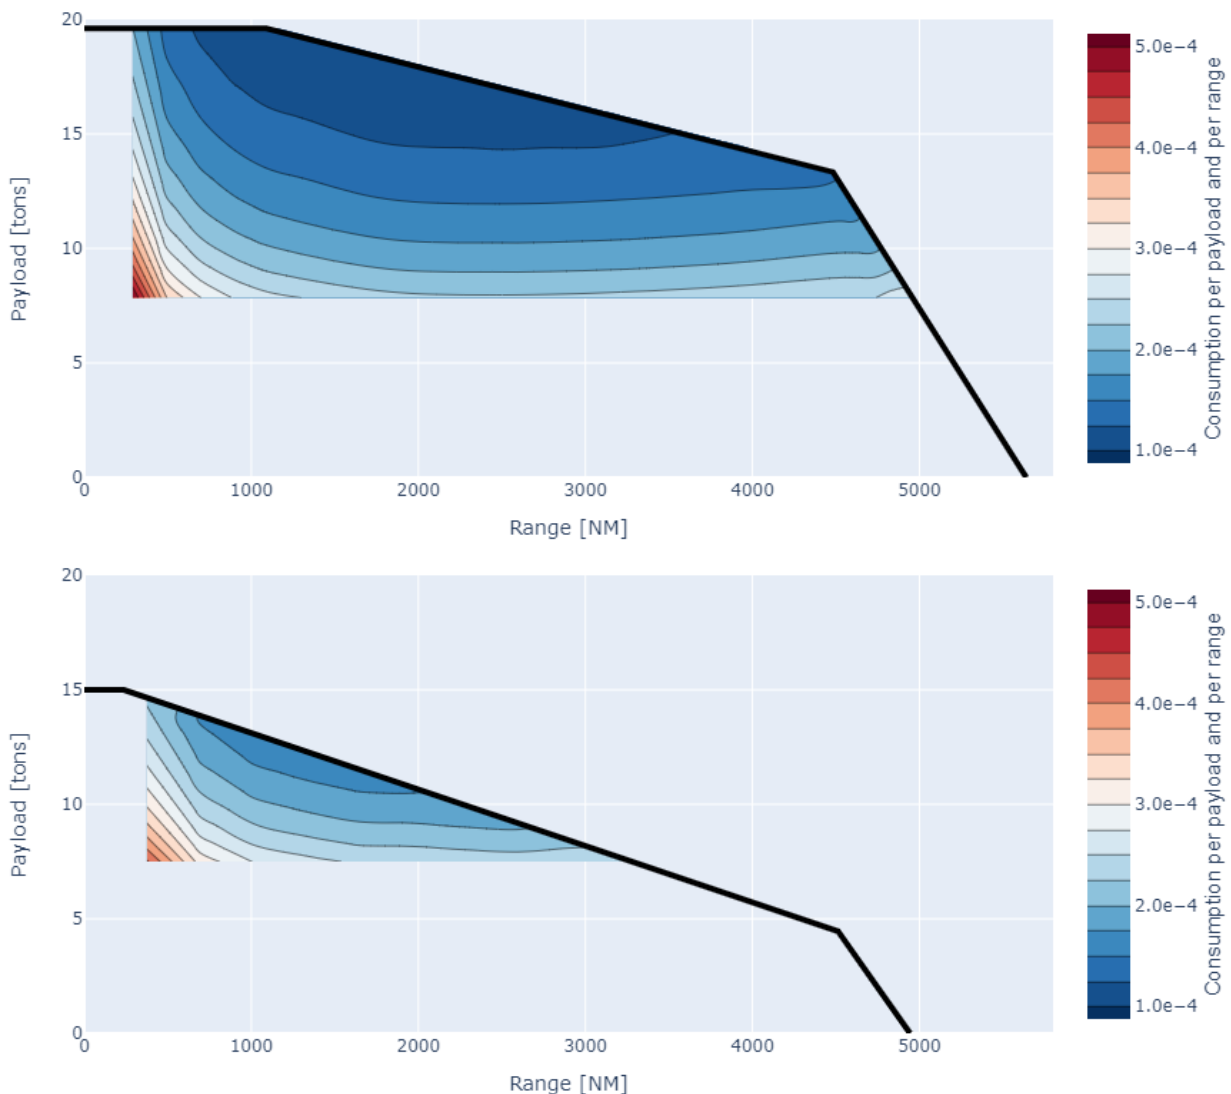 20
15
10
5
0
Payload [tons]
0 1000 2000 3000 4000 5000
Range [NM]
5.0e−4
4.0e−4
3.0e−4
2.0e−4
1.0e−4
Consumption per payload and per range
20
15
10
5
0
Payload [tons]
0 1000 2000 3000 4000 5000
Range [NM]
5.0e−4
4.0e−4
3.0e−4
2.0e−4
1.0e−4
Consumption per payload and per range